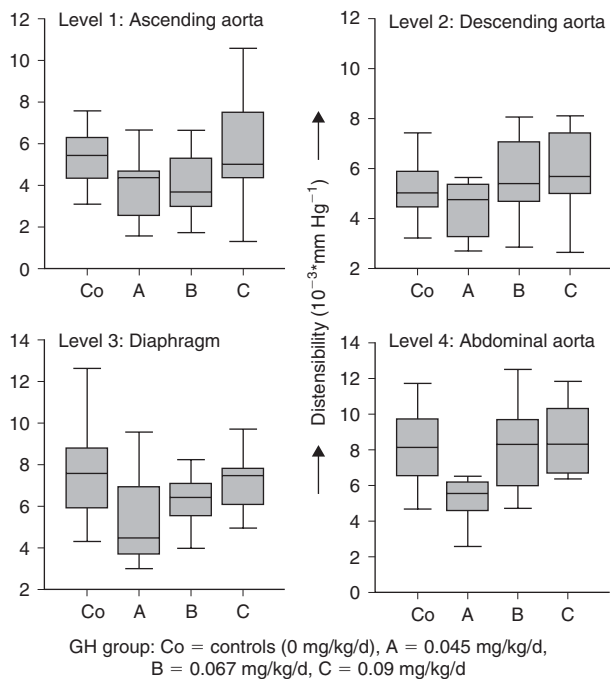 Level 1: Ascending aorta
12
10
8
6
4
2
0
Co A B C
Level 2: Descending aorta
12
10
8
6
4
2
Co A B C
Distensibility (10⁻³*mm Hg⁻¹)
Level 3: Diaphragm
14
12
10
8
6
4
2
Co A B C
Level 4: Abdominal aorta
14
12
10
8
6
4
2
0
Co A B C
GH group: Co = controls (0 mg/kg/d), A = 0.045 mg/kg/d,
B = 0.067 mg/kg/d, C = 0.09 mg/kg/d